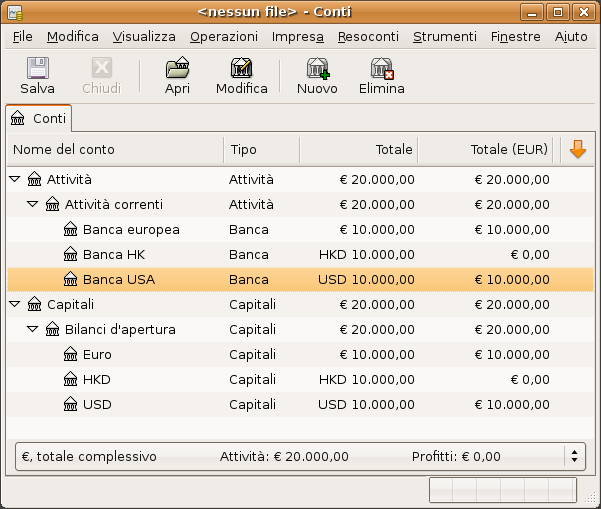 <nessun file> - Conti
File Modifica Visualizza Operazioni Impresa Resoconti Strumenti Finestre Aiuto
Salva Chiudi Apri Modifica Nuovo Elimina
Conti
Nome del conto Tipo Totale Totale (EUR)
Attività Attività € 20.000,00 € 20.000,00
Attività correnti Attività € 20.000,00 € 20.000,00
Banca europea Banca € 10.000,00 € 10.000,00
Banca HK Banca HKD 10.000,00 € 0,00
Banca USA Banca USD 10.000,00 € 10.000,00
Capitali Capitali € 20.000,00 € 20.000,00
Bilanci d'apertura Capitali € 20.000,00 € 20.000,00
Euro Capitali € 10.000,00 € 10.000,00
HKD Capitali HKD 10.000,00 € 0,00
USD Capitali USD 10.000,00 € 10.000,00
€, totale complessivo Attività: € 20.000,00 Profitti: € 0,00